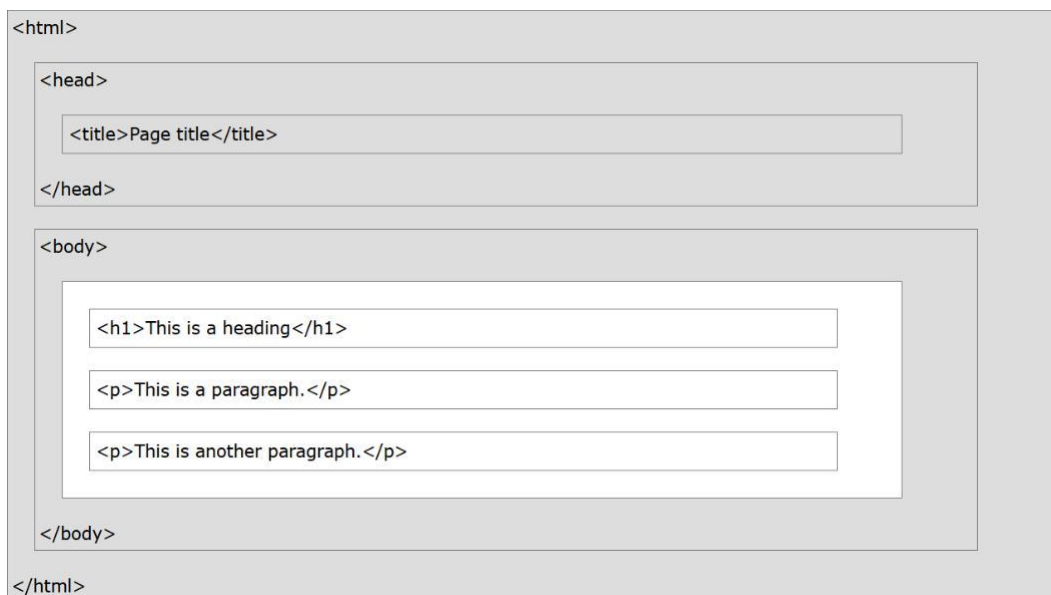 <html>
<head>
<title>Page title</title>
</head>
<body>
<h1>This is a heading</h1>
<p>This is a paragraph.</p>
<p>This is another paragraph.</p>
</body>
</html>